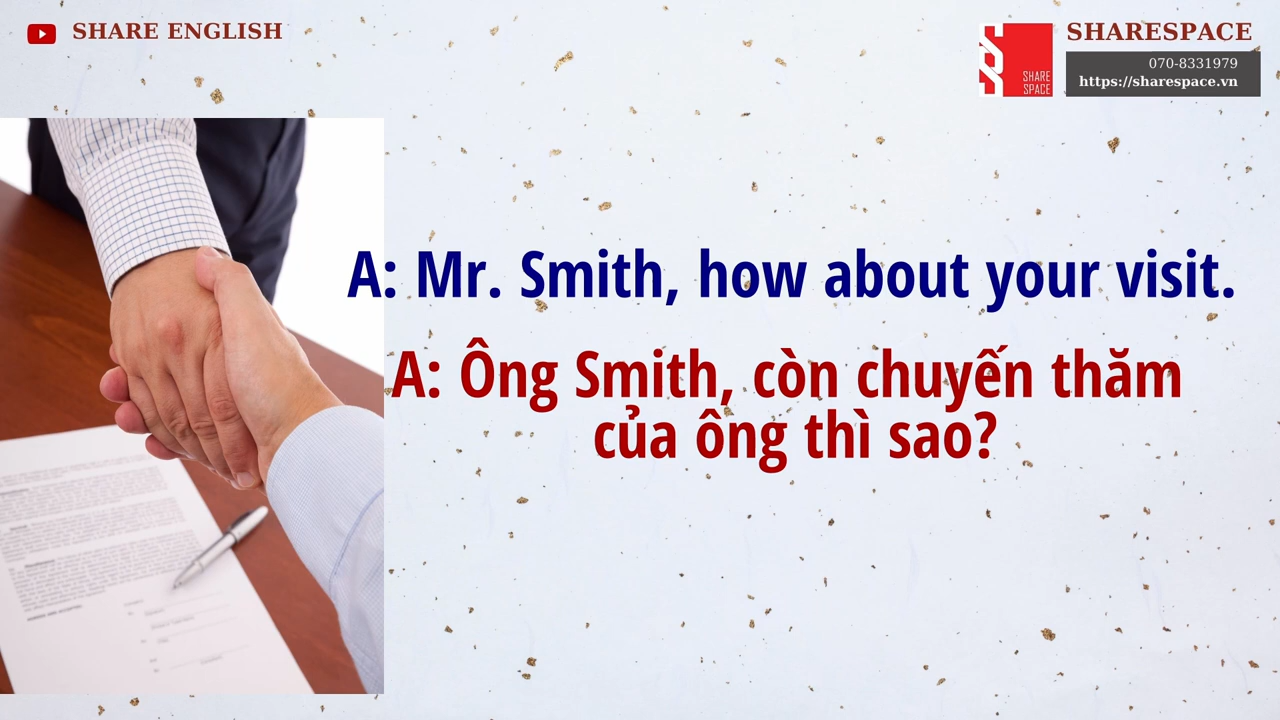 SHARE ENGLISH
SHARESPACE
070-8331979
https://sharespace.vn
SHARE
SPACE
A: Mr. Smith, how about your visit.
A: Ông Smith, còn chuyến thăm
của ông thì sao?